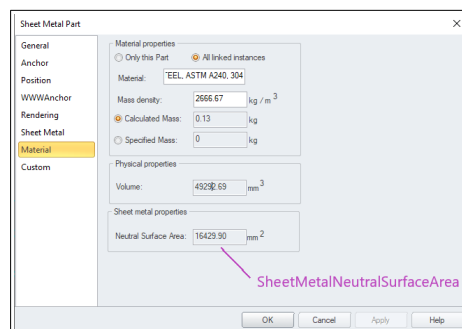 Sheet Metal Part
General
Anchor
Position
WWWAnchor
Rendering
Sheet Metal
Material
Custom
Material properties
Only this Part All linked instances
Material: TEEL, ASTM A240, 304
Mass density: 2666.67 kg / m 3
Calculated Mass: 0.13 kg
Specified Mass: 0 kg
Physical properties
Volume: 49292.69 mm 3
Sheet metal properties
Neutral Surface Area: 16429.90 mm 2
SheetMetalNeutralSurfaceArea
OK Cancel Apply Help